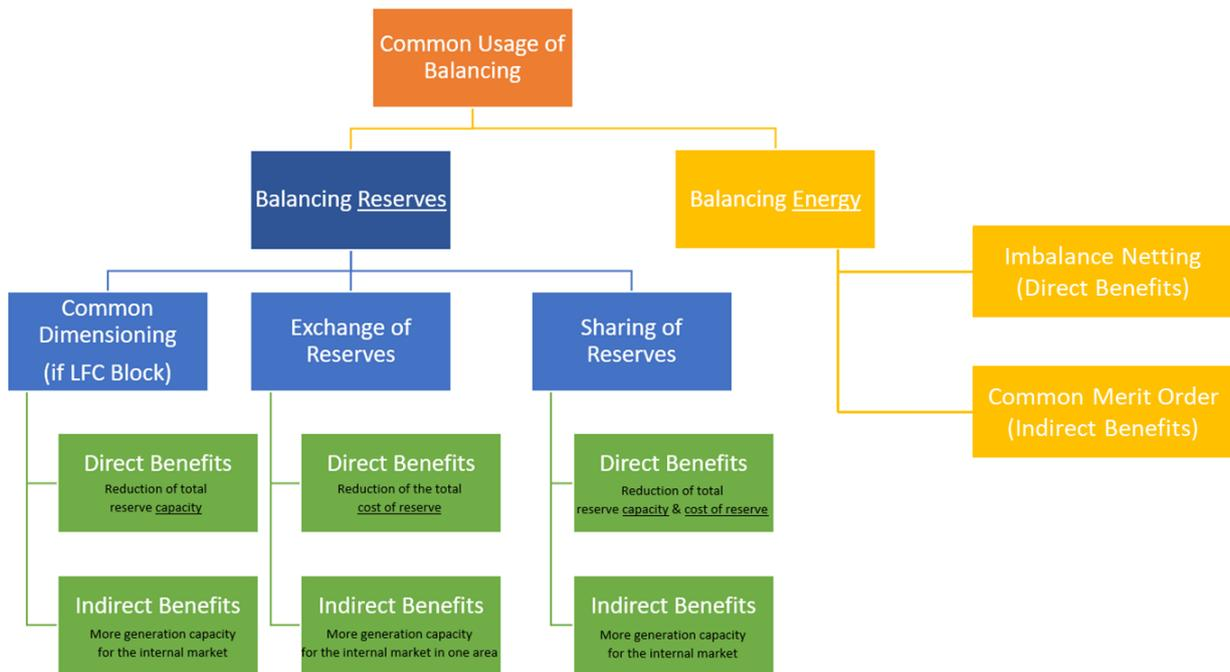 Common Usage of
Balancing
Balancing Reserves
Balancing Energy
Imbalance Netting
(Direct Benefits)
Common Merit Order
(Indirect Benefits)
Common
Dimensioning
(if LFC Block)
Exchange of
Reserves
Sharing of
Reserves
Direct Benefits
Reduction of total
reserve capacity
Direct Benefits
Reduction of the total
cost of reserve
Direct Benefits
Reduction of total
reserve capacity & cost of reserve
Indirect Benefits
More generation capacity
for the internal market
Indirect Benefits
More generation capacity
for the internal market in one area
Indirect Benefits
More generation capacity
for the internal market